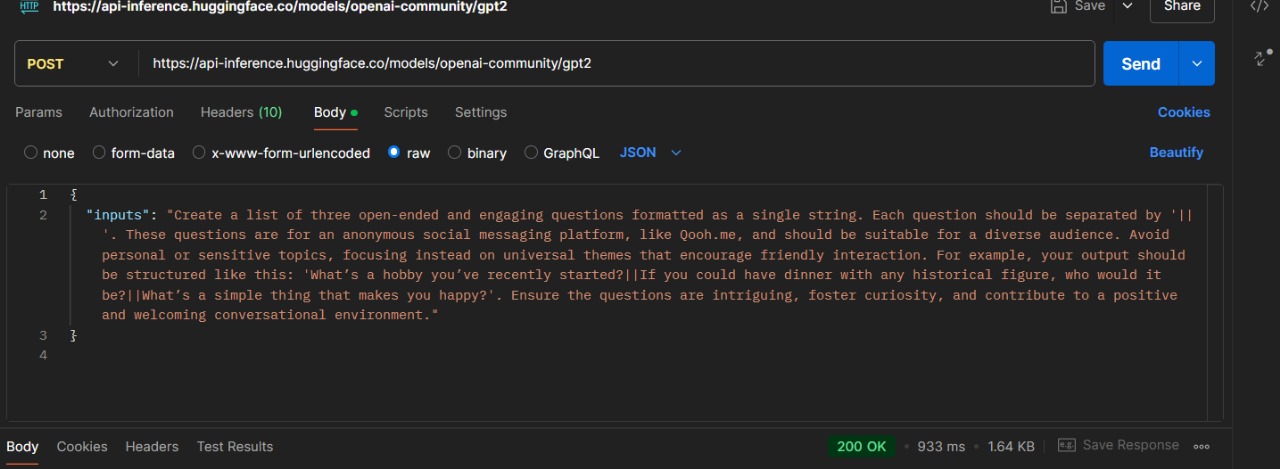 HTTP https://api-inference.huggingface.co/models/openai-community/gpt2 Save Share </>
POST https://api-inference.huggingface.co/models/openai-community/gpt2 Send
Params Authorization Headers (10) Body Scripts Settings Cookies
none form-data x-www-form-urlencoded raw binary GraphQL JSON Beautify
1 {
2 "inputs": "Create a list of three open-ended and engaging questions formatted as a single string. Each question should be separated by '||
'. These questions are for an anonymous social messaging platform, like Qooh.me, and should be suitable for a diverse audience. Avoid
personal or sensitive topics, focusing instead on universal themes that encourage friendly interaction. For example, your output should
be structured like this: 'What’s a hobby you’ve recently started?||If you could have dinner with any historical figure, who would it
be?||What’s a simple thing that makes you happy?'. Ensure the questions are intriguing, foster curiosity, and contribute to a positive
and welcoming conversational environment."
3 }
4
Body Cookies Headers Test Results 200 OK 933 ms 1.64 KB e.g. Save Response